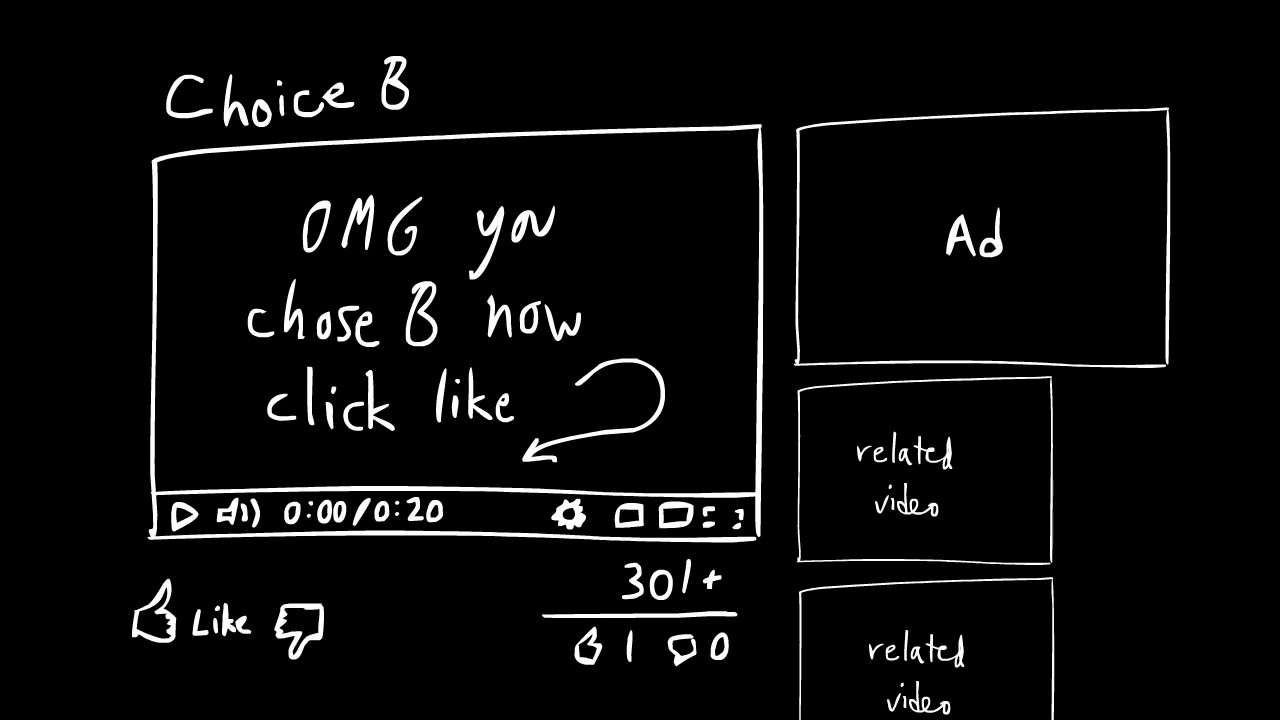 Choice B
OMG you
chose B now
click like
0:00/0:20
Like
301+
1 0
Ad
related
video
related
video